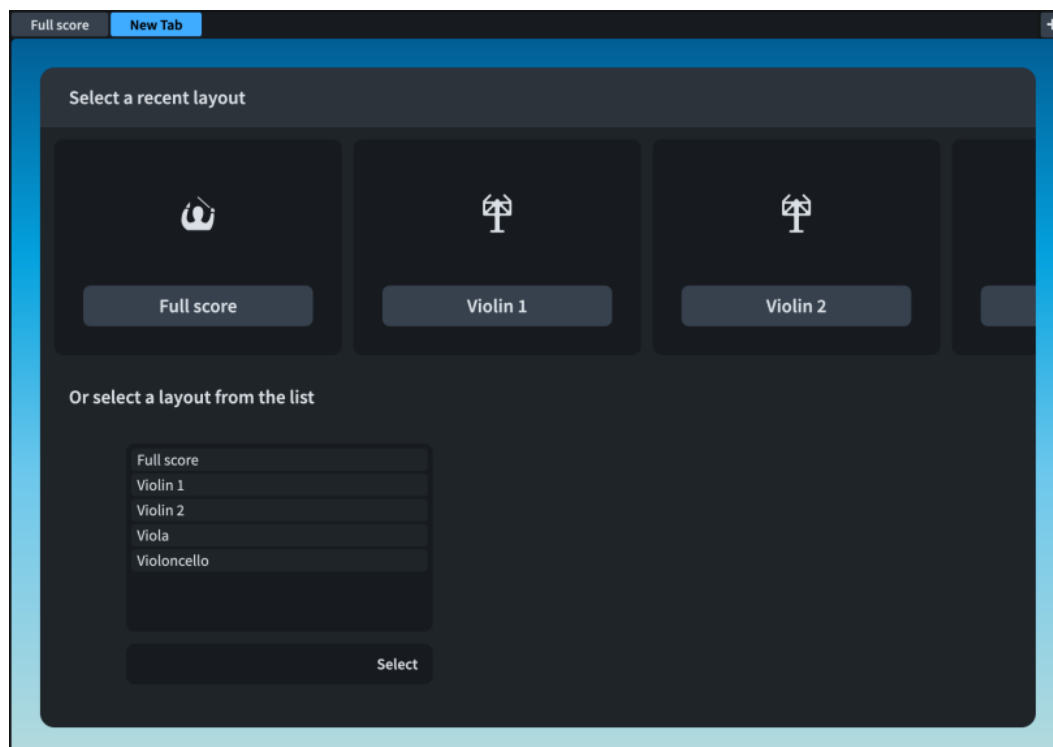 Full score New Tab +
Select a recent layout
Full score Violin 1 Violin 2
Or select a layout from the list
Full score
Violin 1
Violin 2
Viola
Violoncello
Select